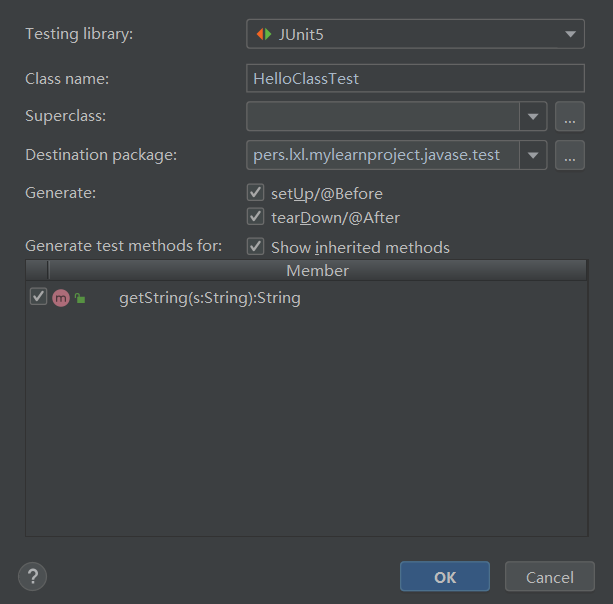 Testing library: JUnit5
Class name: HelloClassTest
Superclass: ...
Destination package: pers.lxl.mylearnproject.javase.test ...
Generate: setUp/@Before
tearDown/@After
Generate test methods for: Show inherited methods
Member
m getString(s:String):String
? OK Cancel